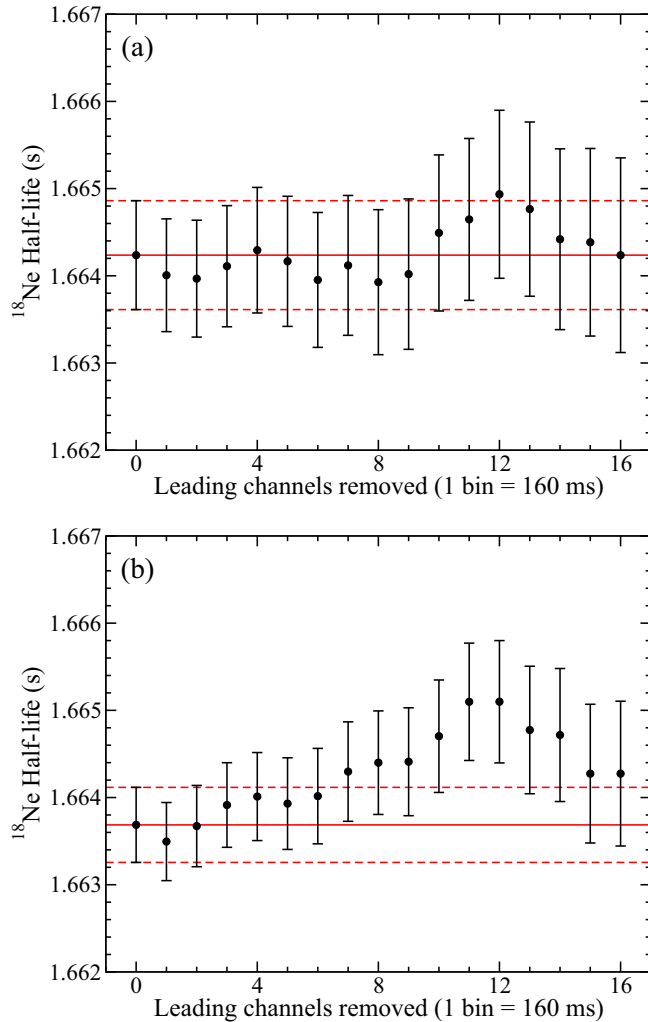 (a)
1.667
1.666
1.665
1.664
1.663
1.662
¹⁸Ne Half-life (s)
0 4 8 12 16
Leading channels removed (1 bin = 160 ms)
(b)
1.667
1.666
1.665
1.664
1.663
1.662
¹⁸Ne Half-life (s)
0 4 8 12 16
Leading channels removed (1 bin = 160 ms)